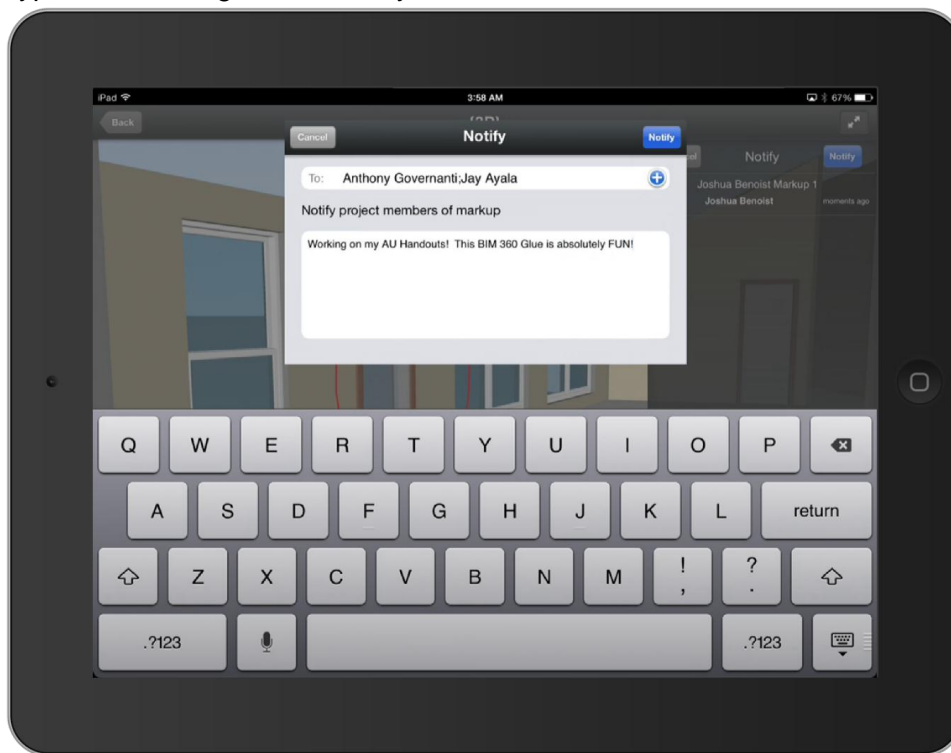 iPad 3:58 AM 67%
Back
Cancel Notify Notify
To: Anthony Governanti;Jay Ayala
Notify project members of markup
Working on my AU Handouts! This BIM 360 Glue is absolutely FUN!
Notify Notify
Joshua Benoist Markup 1
Joshua Benoist moments ago
Q W E R T Y U I O P
A S D F G H J K L return
Z X C V B N M ! , ? .
.?123 .?123